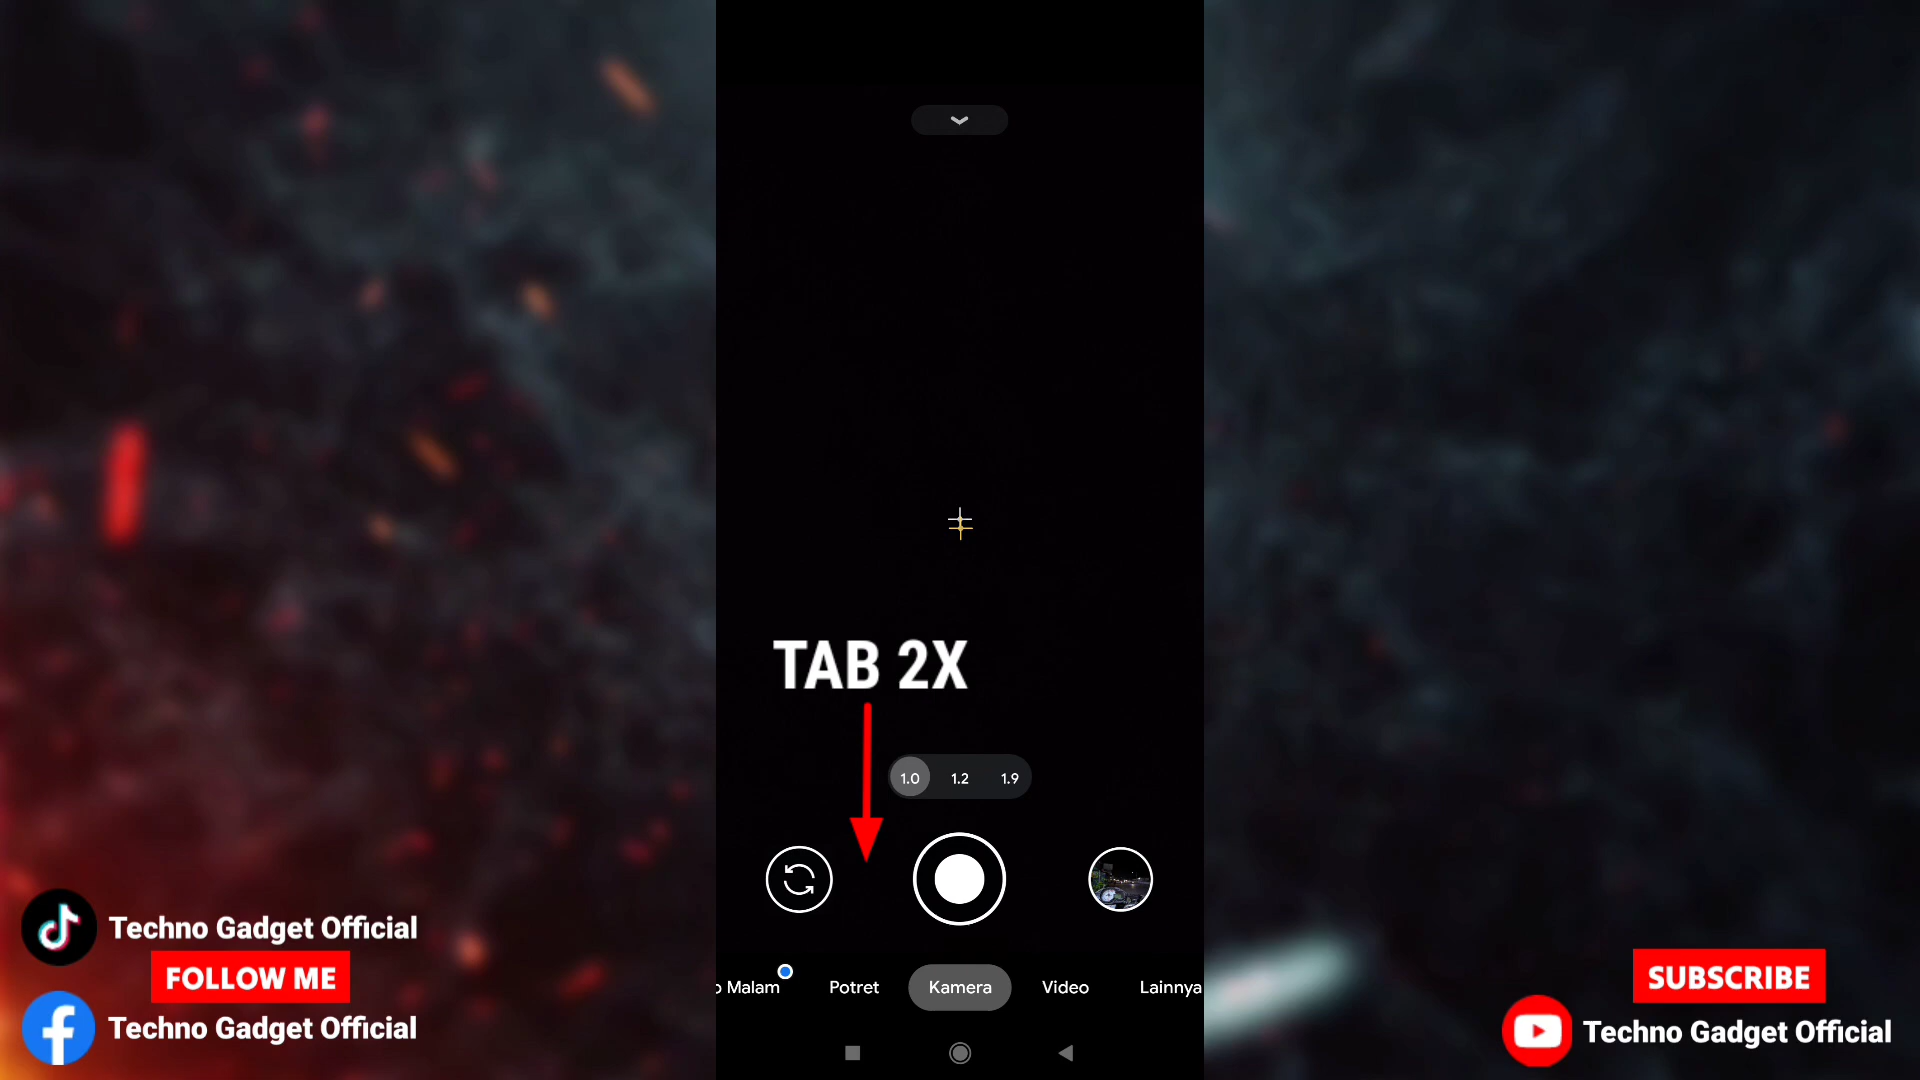 TAB 2X
1.0 1.2 1.9
o Malam Potret Kamera Video Lainnya
Techno Gadget Official
FOLLOW ME
Techno Gadget Official
SUBSCRIBE
Techno Gadget Official